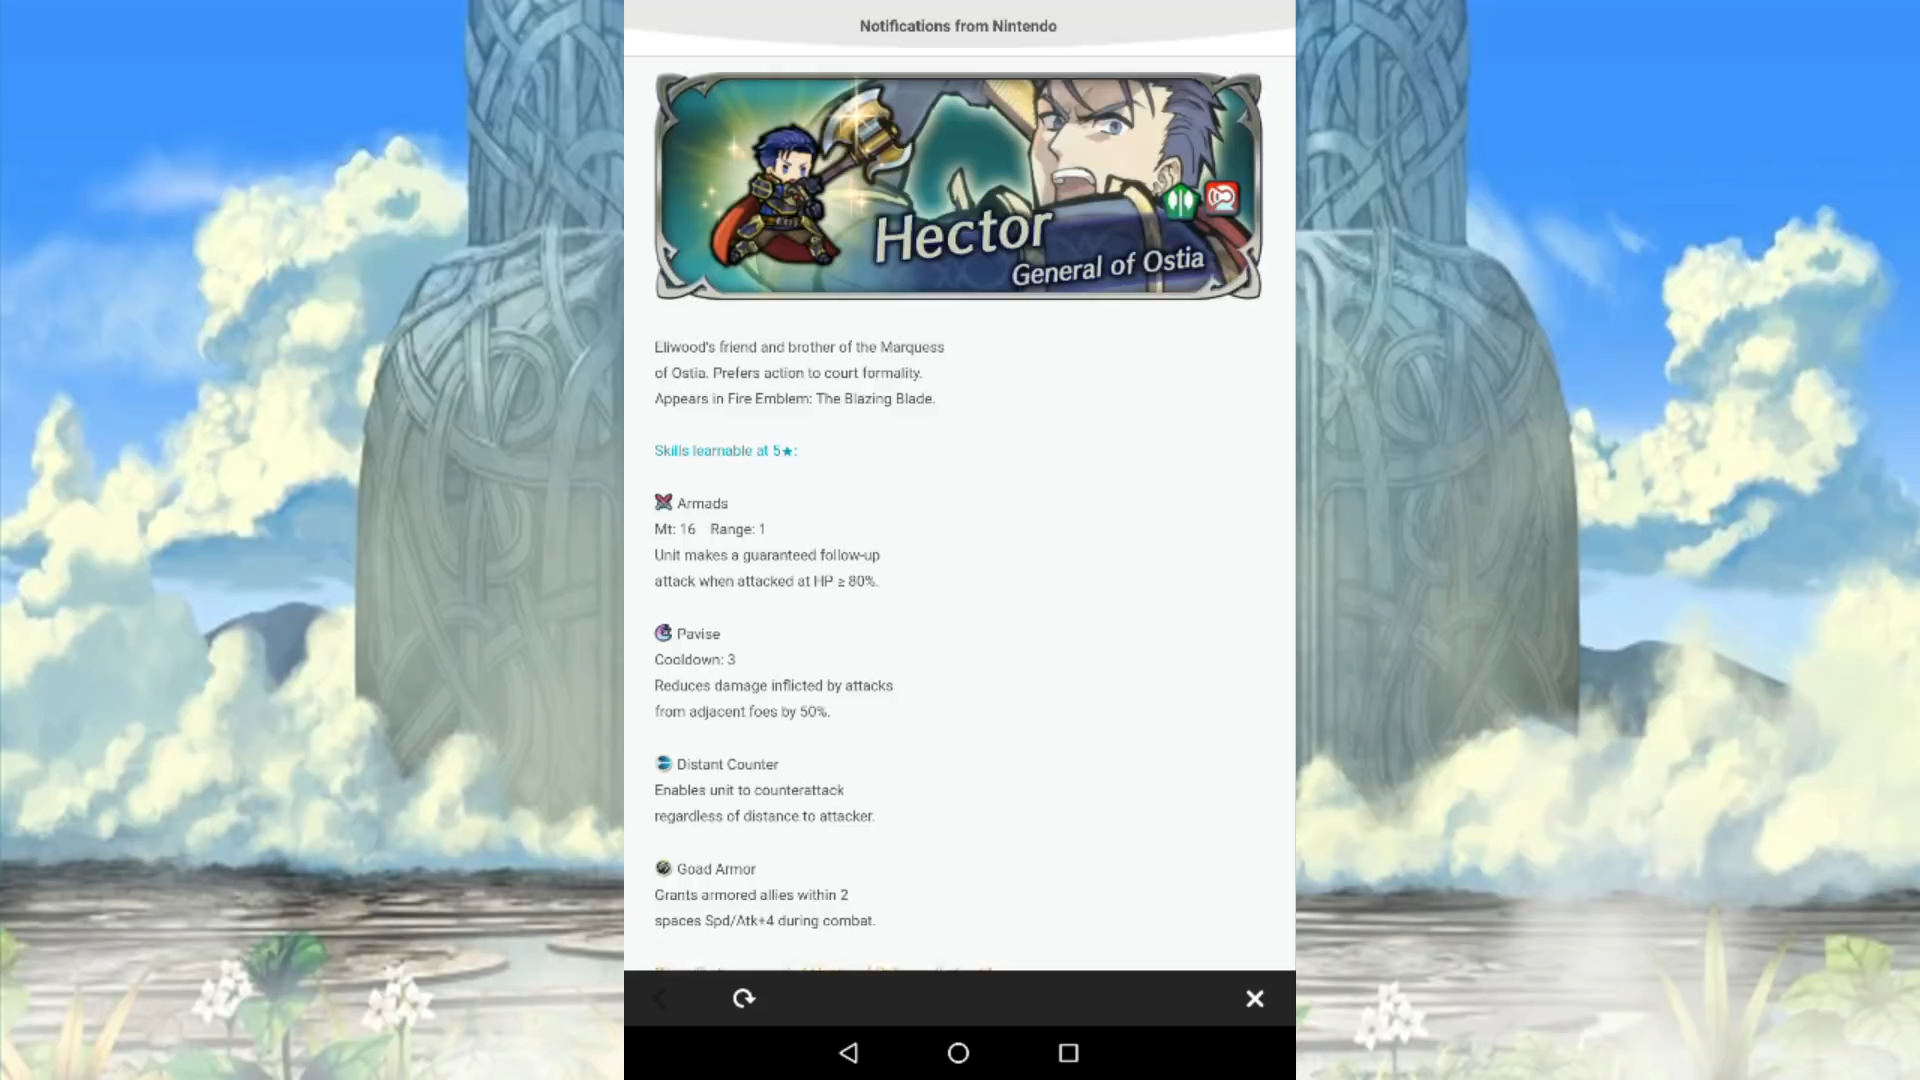 Notifications from Nintendo
Hector
General of Ostia
Eliwood's friend and brother of the Marquess
of Ostia. Prefers action to court formality.
Appears in Fire Emblem: The Blazing Blade.
Skills learnable at 5★:
Armads
Mt: 16 Range: 1
Unit makes a guaranteed follow-up
attack when attacked at HP ≥ 80%.
Pavise
Cooldown: 3
Reduces damage inflicted by attacks
from adjacent foes by 50%.
Distant Counter
Enables unit to counterattack
regardless of distance to attacker.
Goad Armor
Grants armored allies within 2
spaces Spd/Atk+4 during combat.